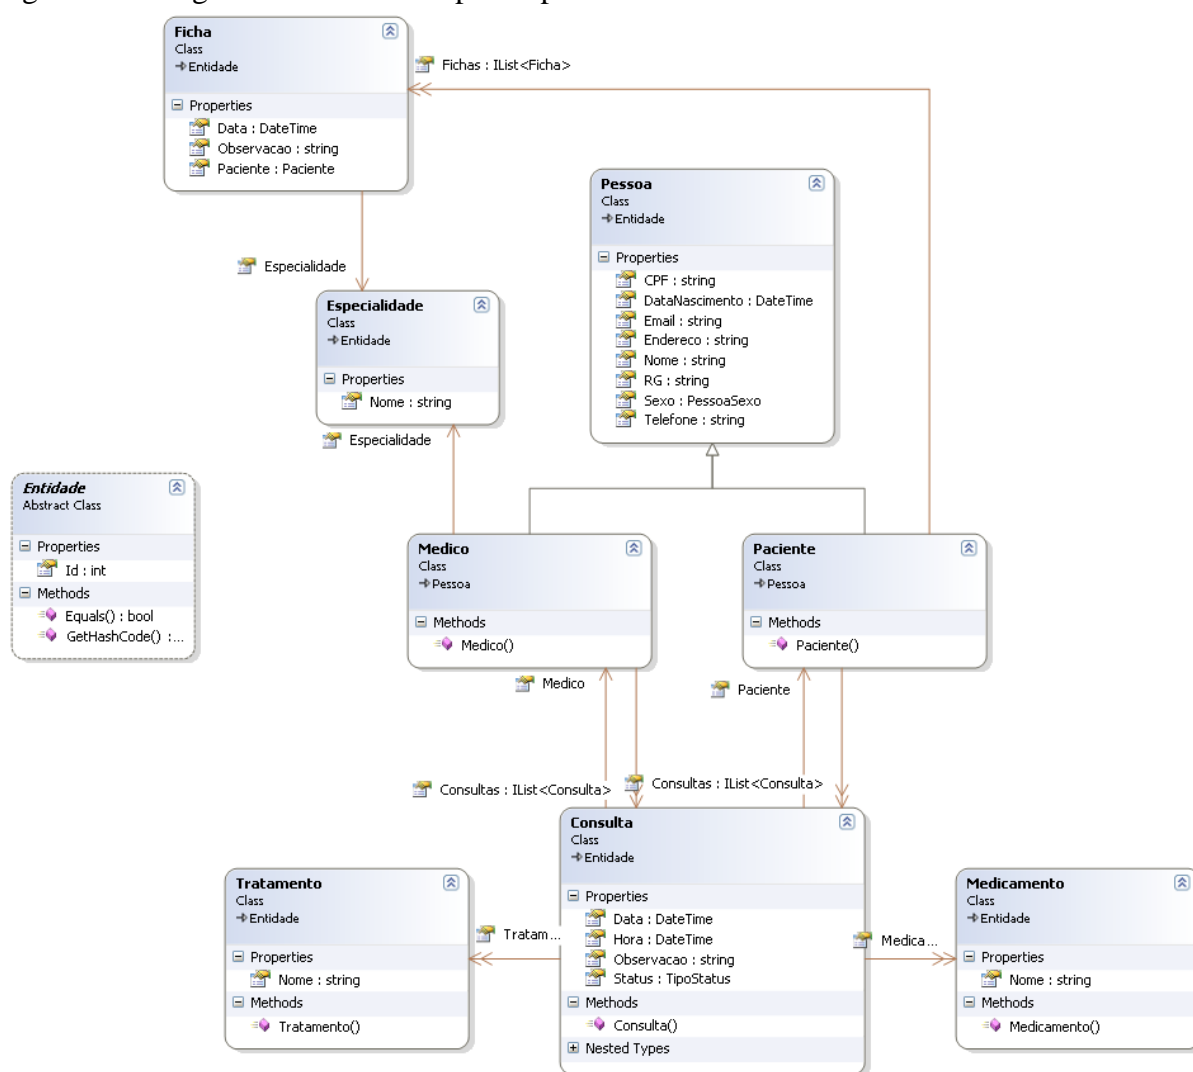 Ficha
Class
Entidade
Properties
Data : DateTime
Observacao : string
Paciente : Paciente
Fichas : IList<Ficha>
Pessoa
Class
Entidade
Properties
CPF : string
DataNascimento : DateTime
Email : string
Endereco : string
Nome : string
RG : string
Sexo : PessoaSexo
Telefone : string
Especialidade
Especialidade
Class
Entidade
Properties
Nome : string
Especialidade
Entidade
Abstract Class
Properties
Id : int
Methods
Equals() : bool
GetHashCode() :...
Medico
Class
Pessoa
Methods
Medico()
Paciente
Class
Pessoa
Methods
Paciente()
Medico
Paciente
Consultas : IList<Consulta>
Consultas : IList<Consulta>
Consulta
Class
Entidade
Properties
Data : DateTime
Hora : DateTime
Observacao : string
Status : TipoStatus
Methods
Consulta()
Nested Types
Tratam...
Medica...
Tratamento
Class
Entidade
Properties
Nome : string
Methods
Tratamento()
Medicamento
Class
Entidade
Properties
Nome : string
Methods
Medicamento()